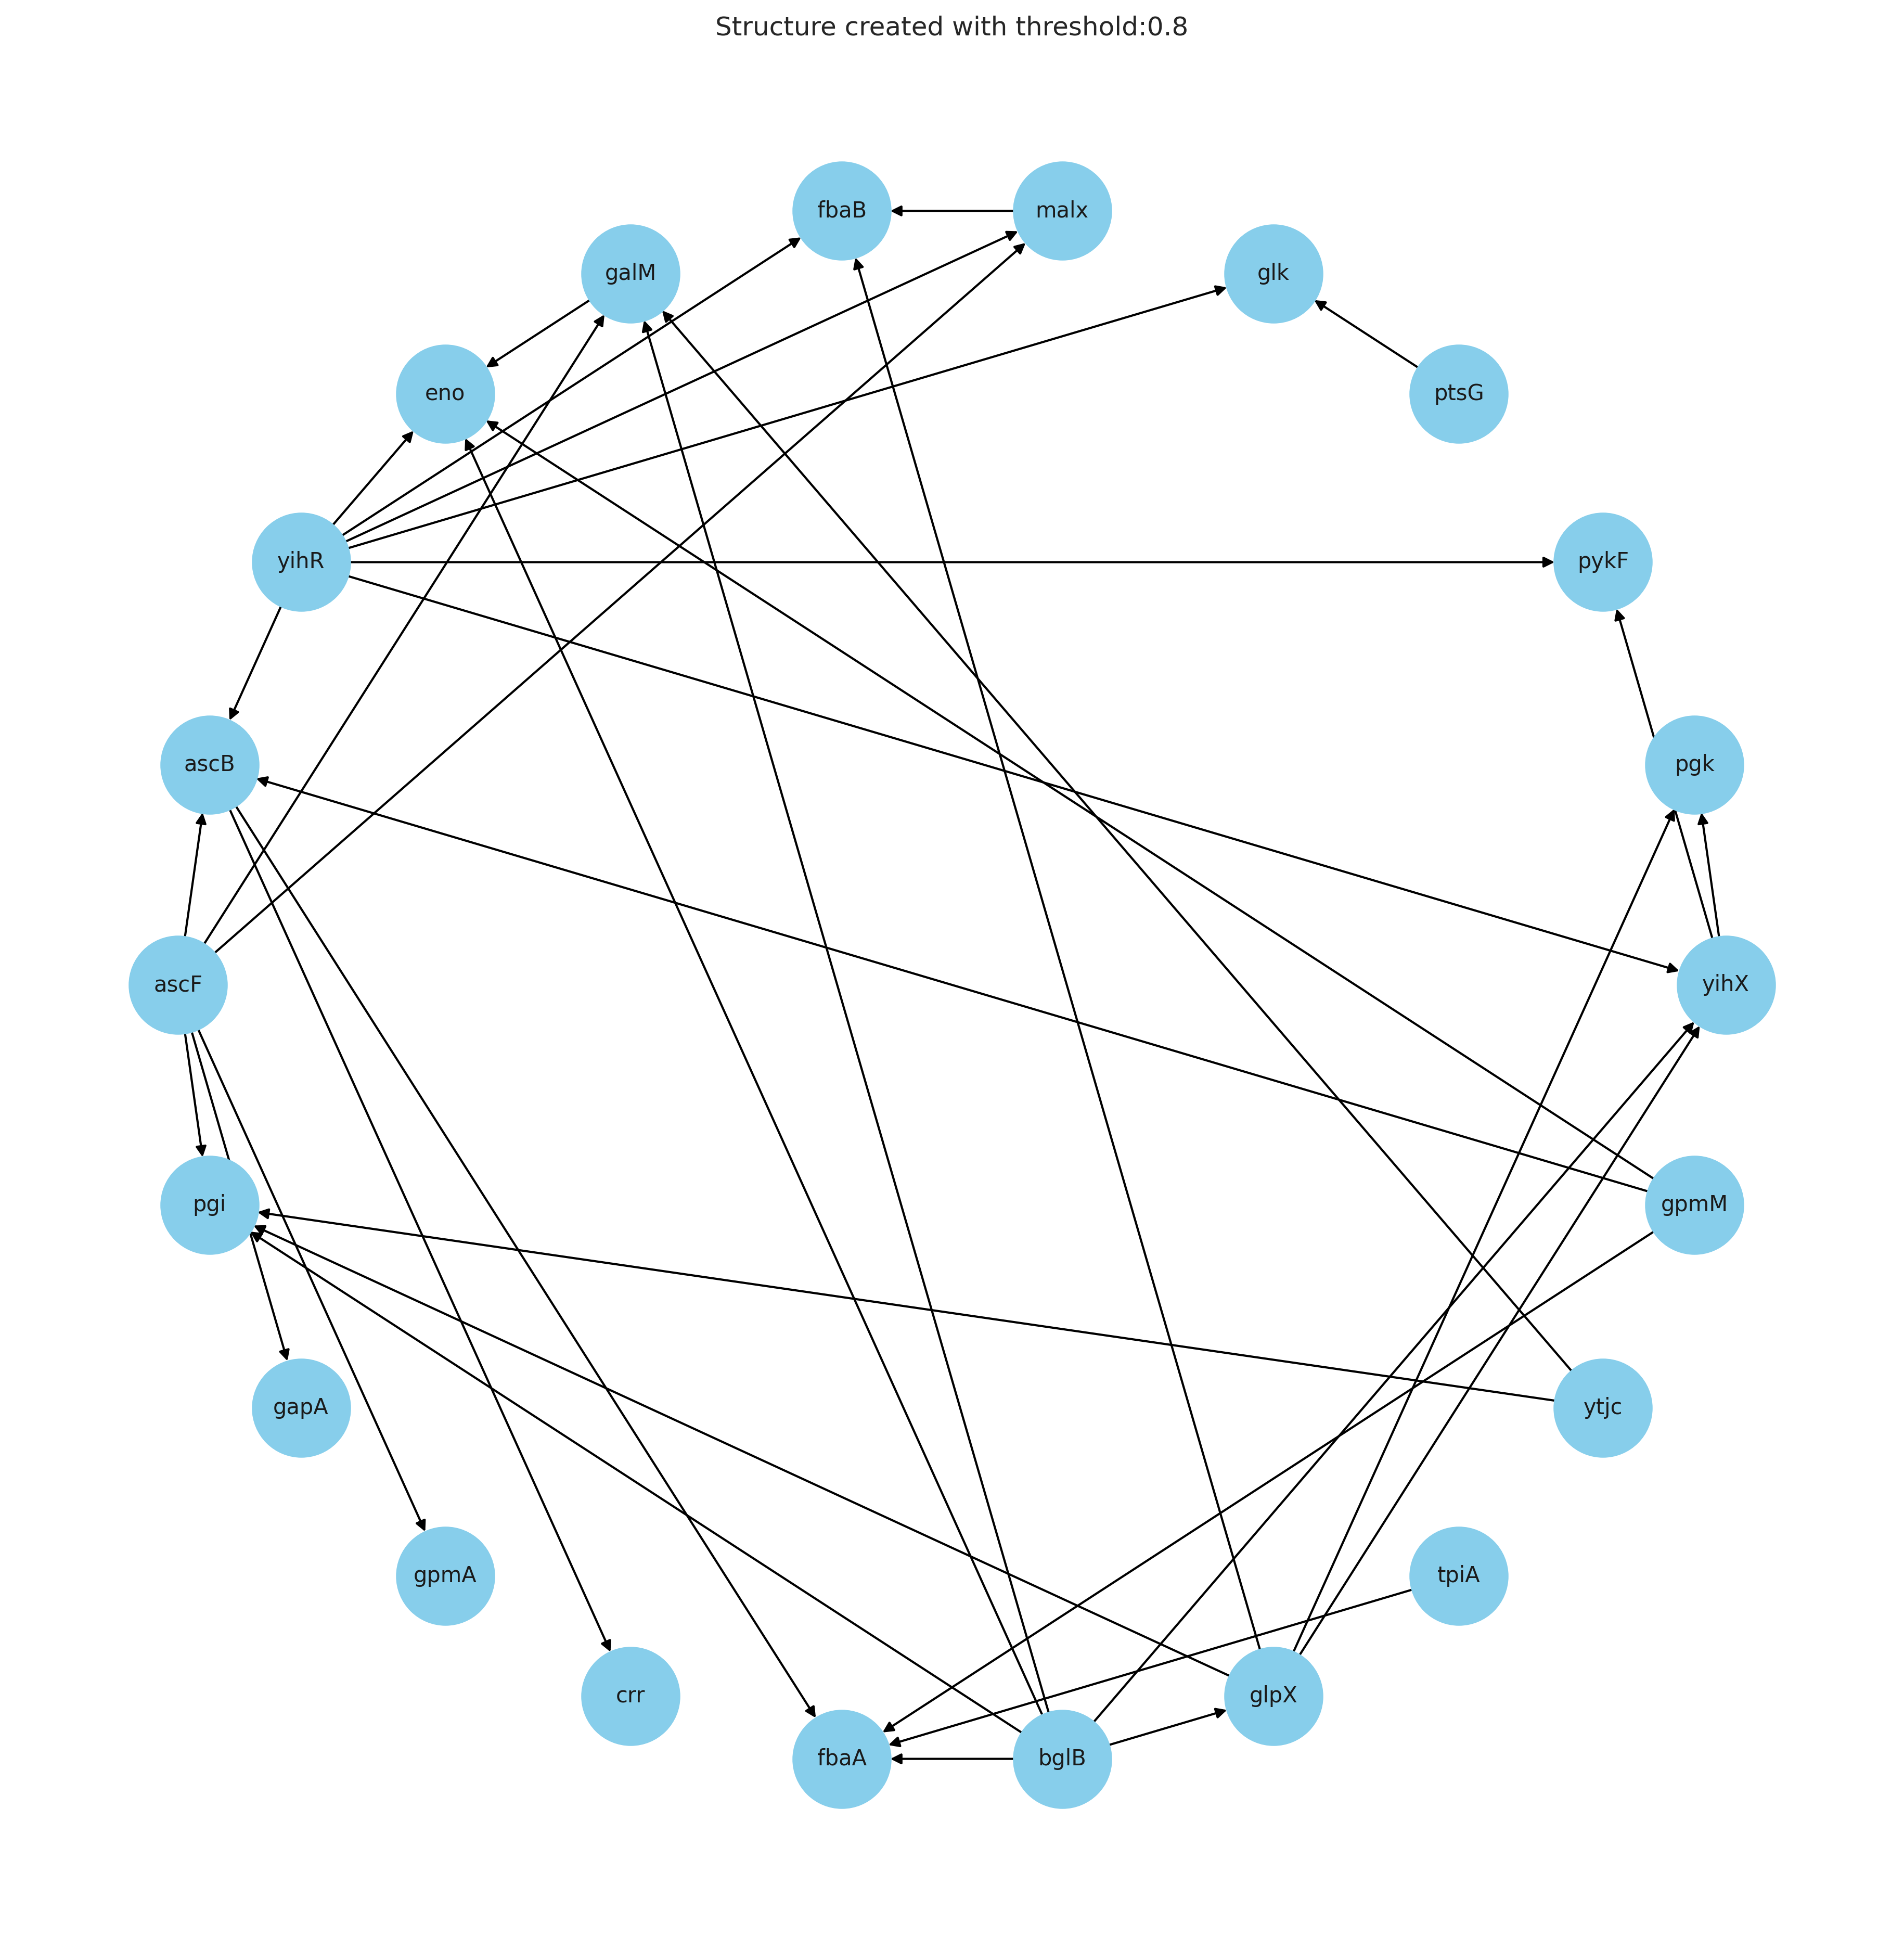 Structure created with threshold:0.8
fbaB
malx
galM
glk
eno
ptsG
yihR
pykF
ascB
pgk
ascF
yihX
pgi
gpmM
gapA
ytjc
gpmA
tpiA
crr
glpX
fbaA
bglB